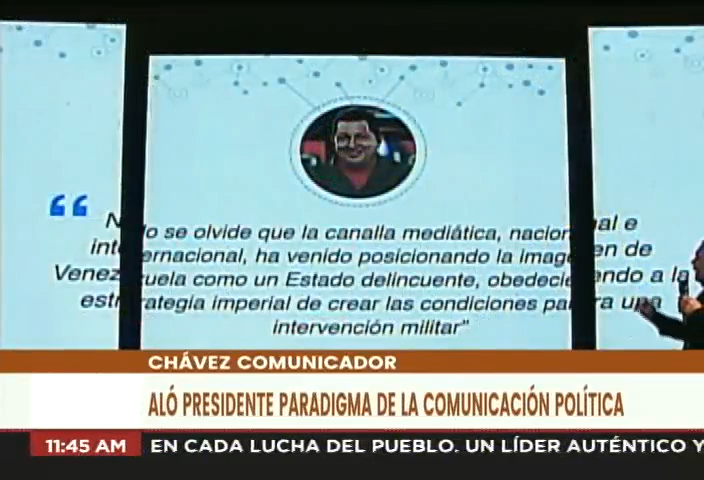 “ No se olvide que la canalla mediática, nacional e
internacional, ha venido posicionando la imagen de
Venezuela como un Estado delincuente, obedeciendo a la
estrategia imperial de crear las condiciones para una
intervención militar"
CHÁVEZ COMUNICADOR
ALÓ PRESIDENTE PARADIGMA DE LA COMUNICACIÓN POLÍTICA
11:45 AM EN CADA LUCHA DEL PUEBLO. UN LÍDER AUTÉNTICO Y